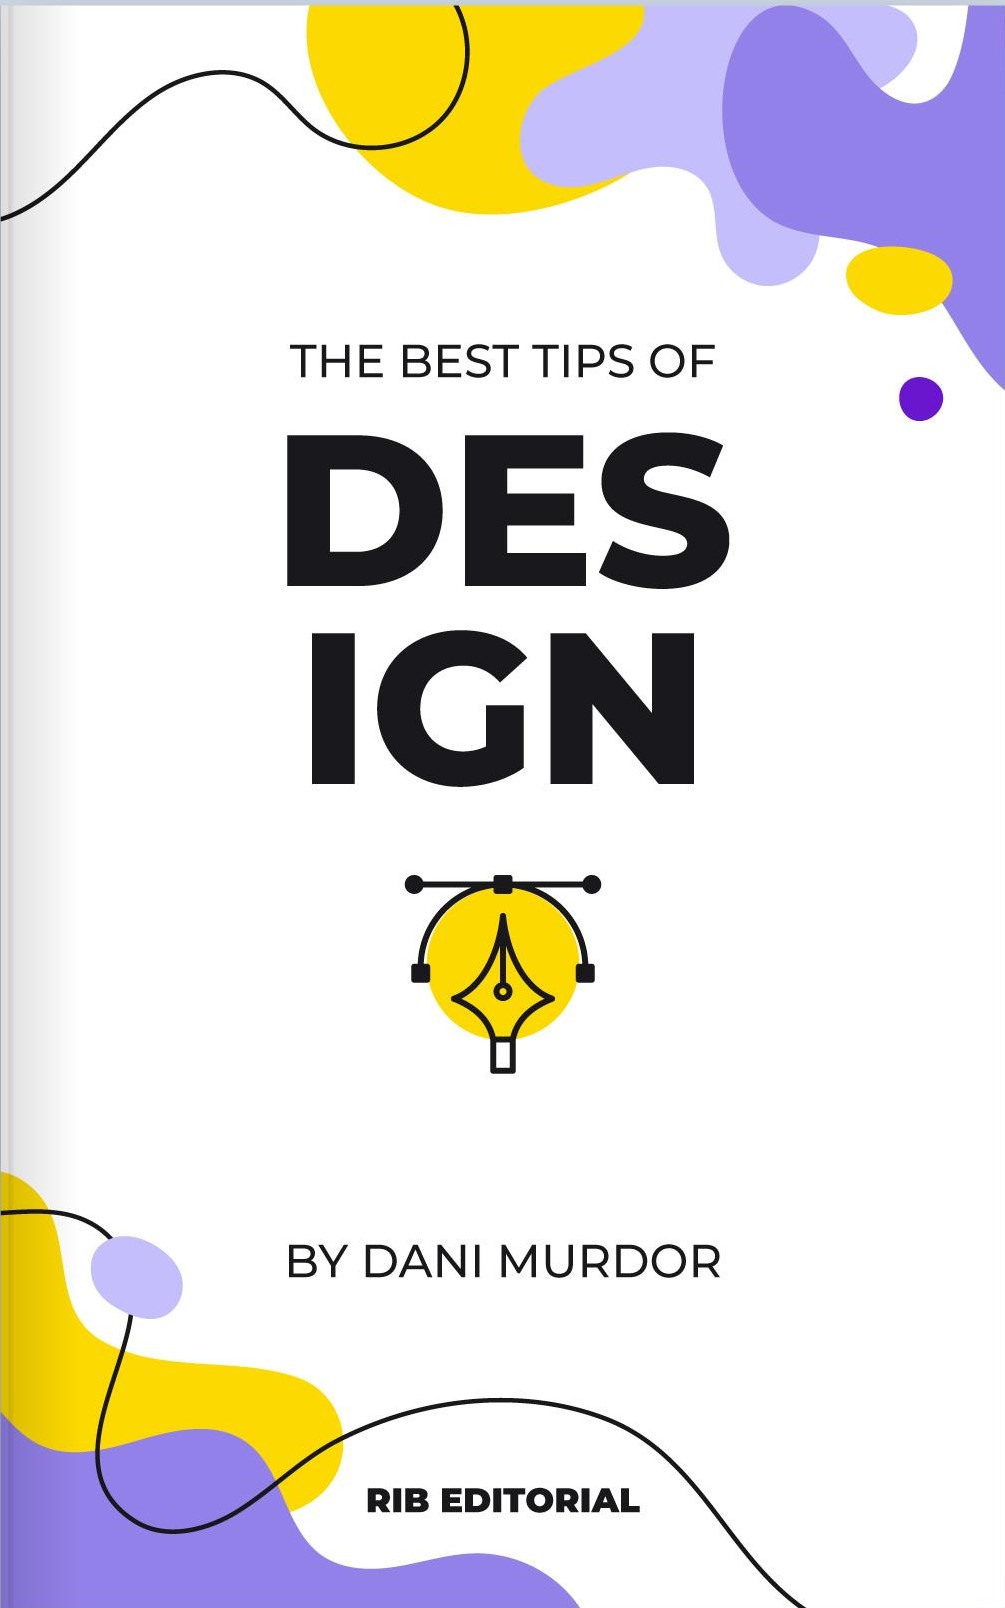 THE BEST TIPS OF
DES
IGN
BY DANI MURDOR
RIB EDITORIAL